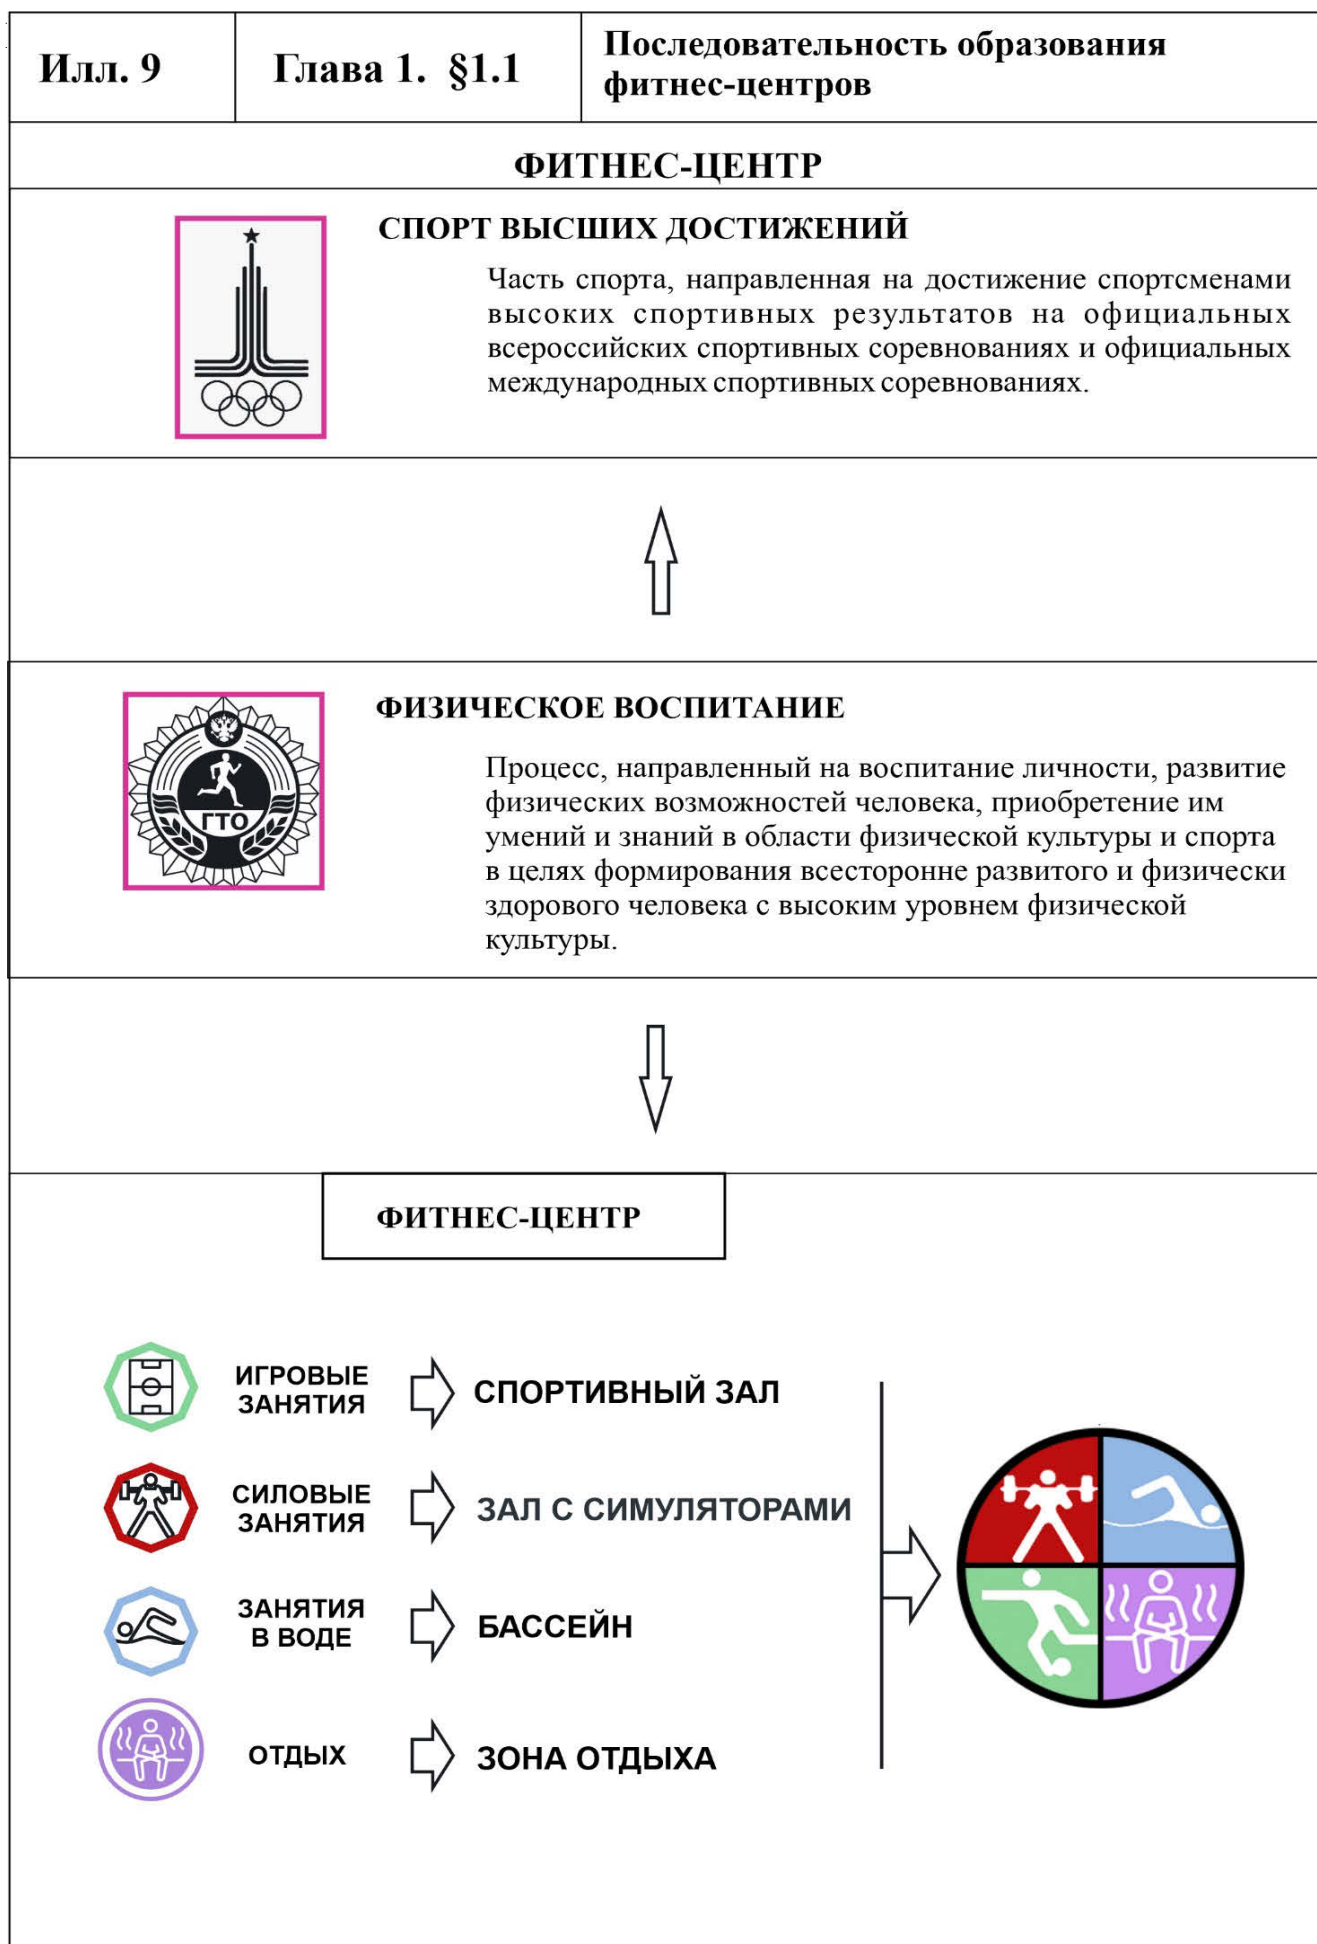 Илл. 9
Глава 1. §1.1
Последовательность образования
фитнес-центров
ФИТНЕС-ЦЕНТР
СПОРТ ВЫСШИХ ДОСТИЖЕНИЙ
Часть спорта, направленная на достижение спортсменами
высоких спортивных результатов на официальных
всероссийских спортивных соревнованиях и официальных
международных спортивных соревнованиях.
ФИЗИЧЕСКОЕ ВОСПИТАНИЕ
ГТО
Процесс, направленный на воспитание личности, развитие
физических возможностей человека, приобретение им
умений и знаний в области физической культуры и спорта
в целях формирования всесторонне развитого и физически
здорового человека с высоким уровнем физической
культуры.
ФИТНЕС-ЦЕНТР
ИГРОВЫЕ
ЗАНЯТИЯ
СПОРТИВНЫЙ ЗАЛ
СИЛОВЫЕ
ЗАНЯТИЯ
ЗАЛ С СИМУЛЯТОРАМИ
ЗАНЯТИЯ
В ВОДЕ
БАССЕЙН
ОТДЫХ
ЗОНА ОТДЫХА